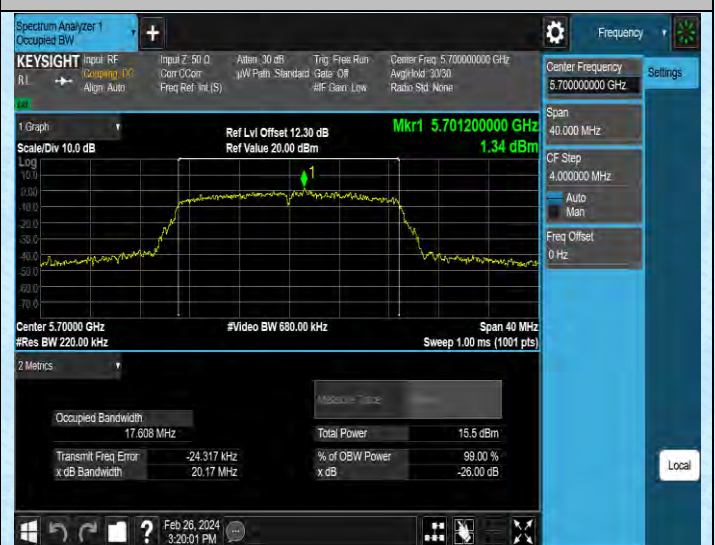 Spectrum Analyzer 1
Occupied BW
Frequency
KEYSIGHT
Input: RF
Coupling: DC
Align: Auto
Input Z: 50 Ω
Corr CCorr
Freq Ref: Int (S)
Atten: 30 dB
µW Path: Standard
Trig: Free Run
Gate: Off
#IF Gain: Low
Center Freq: 5.700000000 GHz
Avg|Hold: 30/30
Radio Std: None
Center Frequency
5.700000000 GHz
Settings
Span
40.000 MHz
CF Step
4.000000 MHz
Auto
Man
Freq Offset
0 Hz
1 Graph
Scale/Div 10.0 dB
Ref Lvl Offset 12.30 dB
Ref Value 20.00 dBm
Mkr1 5.701200000 GHz
1.34 dBm
Log
10.0
0.00
-10.0
-20.0
-30.0
-40.0
-50.0
-60.0
-70.0
1
Center 5.70000 GHz
#Video BW 680.00 kHz
Span 40 MHz
#Res BW 220.00 kHz
Sweep 1.00 ms (1001 pts)
2 Metrics
Measure Trace
Occupied Bandwidth
17.608 MHz
Total Power
15.5 dBm
Transmit Freq Error
-24.317 kHz
% of OBW Power
99.00 %
x dB Bandwidth
20.17 MHz
x dB
-26.00 dB
Local
Feb 26, 2024
3:20:01 PM